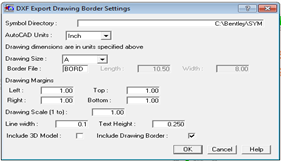 DXF Export Drawing Border Settings
Symbol Directory : C:\Bentley\SYM
AutoCAD Units : Inch
Drawing dimensions are in units specified above
Drawing Size : A
Border File : BORD Length : 10.50 Width : 8.00
Drawing Margins
Left : 1.00 Top : 1.00
Right : 1.00 Bottom : 1.00
Drawing Scale (1 to) : 1.00
Line width : 0.1 Text Height : 0.250
Include 3D Model : Include Drawing Border :
OK Cancel Help